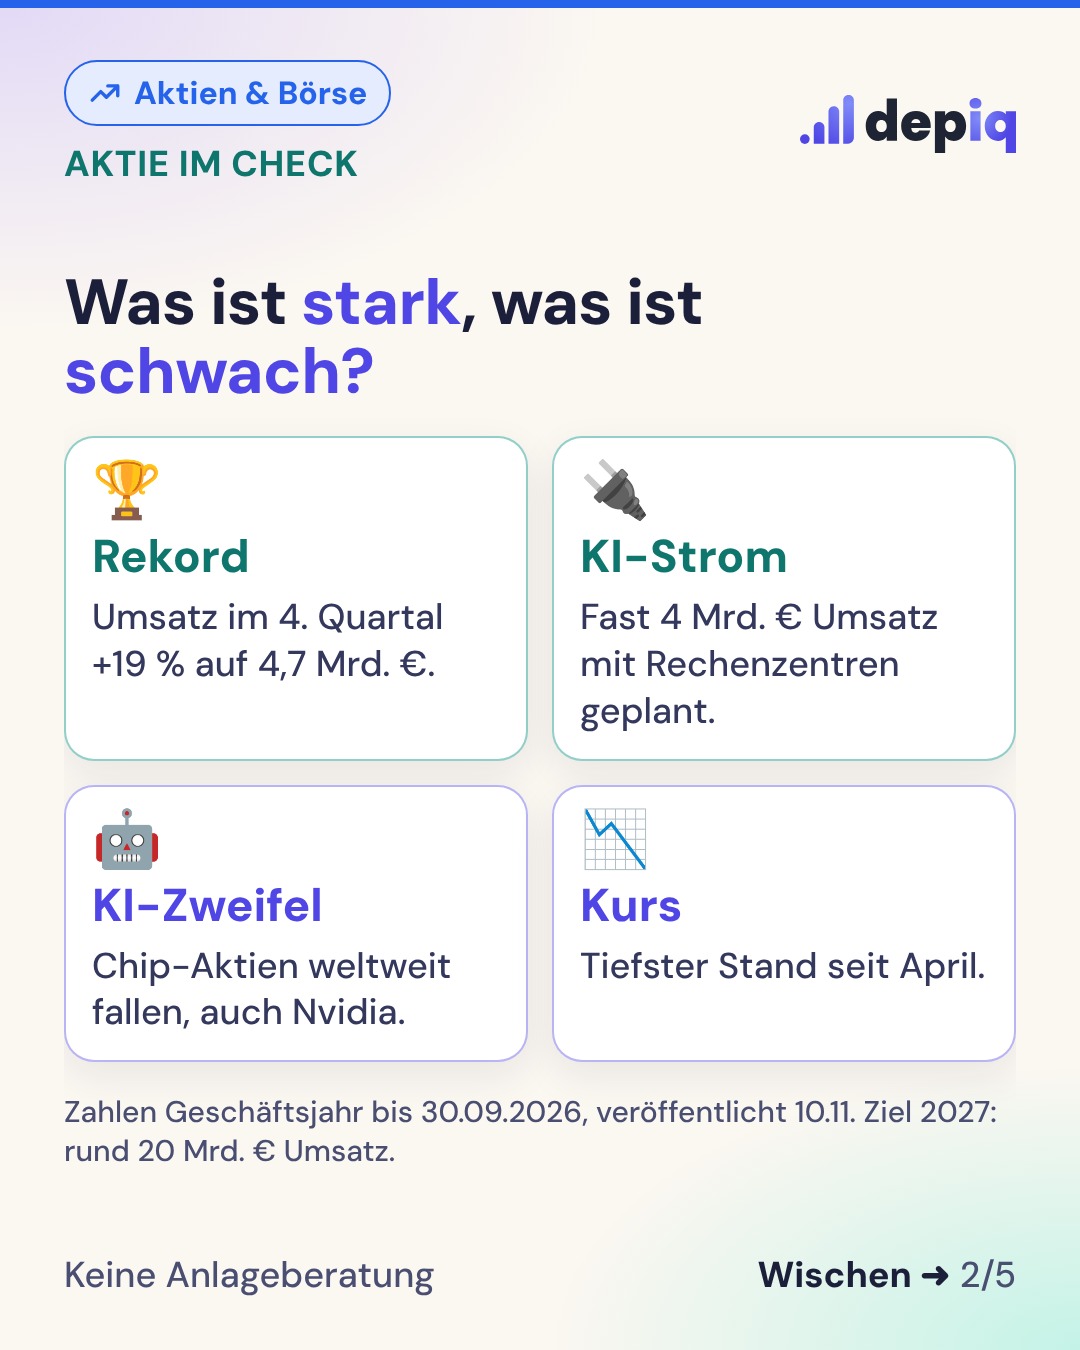 Aktien & Börse
AKTIE IM CHECK
depiq
Was ist stark, was ist
schwach?
Rekord
Umsatz im 4. Quartal
+19 % auf 4,7 Mrd. €.
KI-Strom
Fast 4 Mrd. € Umsatz
mit Rechenzentren
geplant.
KI-Zweifel
Chip-Aktien weltweit
fallen, auch Nvidia.
Kurs
Tiefster Stand seit April.
Zahlen Geschäftsjahr bis 30.09.2026, veröffentlicht 10.11. Ziel 2027:
rund 20 Mrd. € Umsatz.
Keine Anlageberatung
Wischen ➜ 2/5